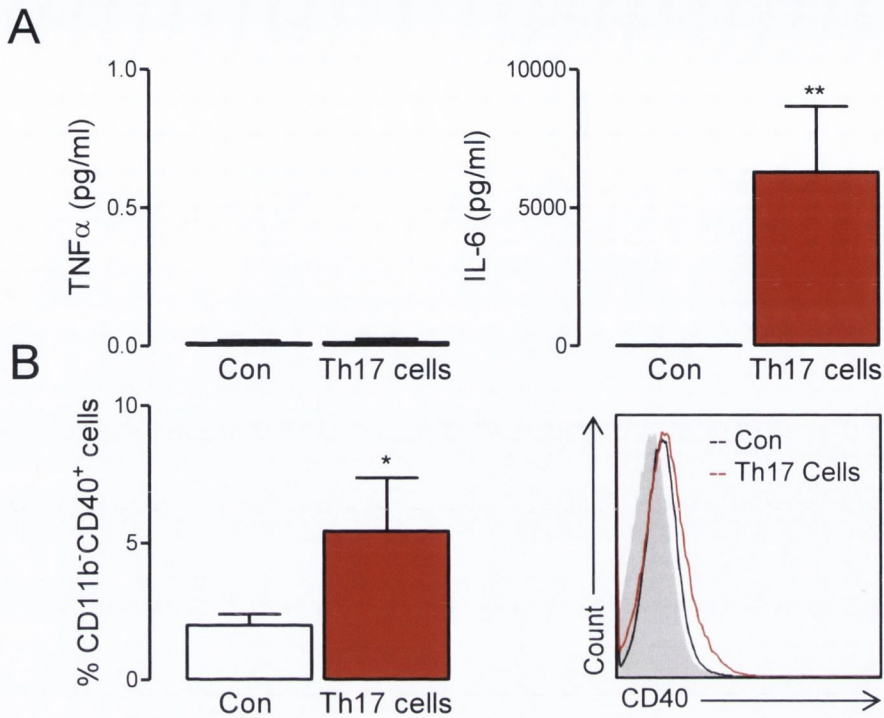 A
TNFα (pg/ml)
1.0
0.5
0.0
Con
Th17 cells
IL-6 (pg/ml)
10000
5000
0
**
Con
Th17 cells
B
% CD11b⁻CD40⁺ cells
10
5
0
*
Con
Th17 cells
Count
-- Con
-- Th17 Cells
CD40